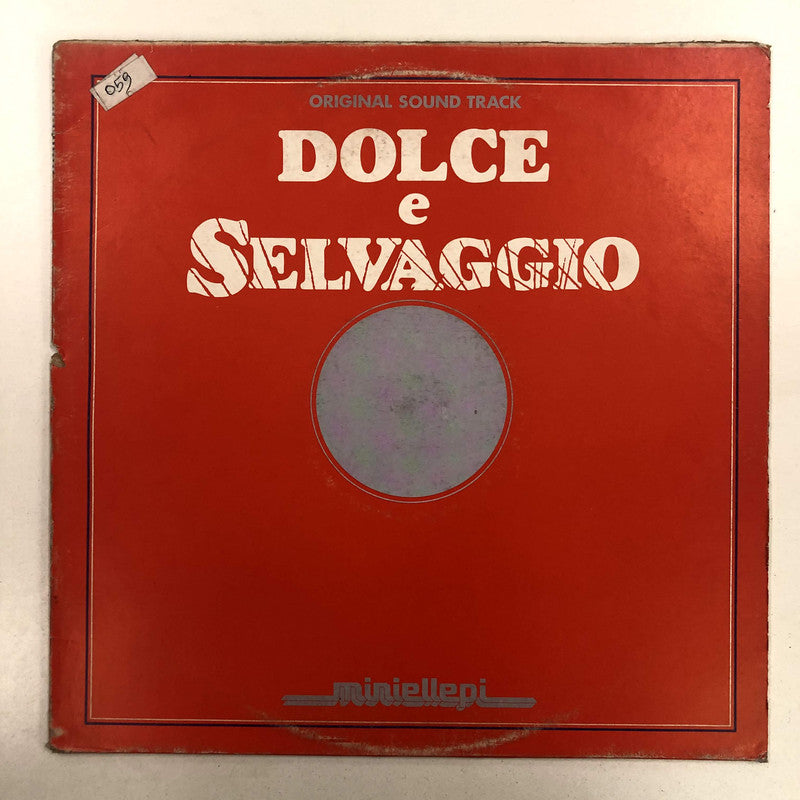 059
ORIGINAL SOUND TRACK
DOLCE
e
SELVAGGIO
miniellepi